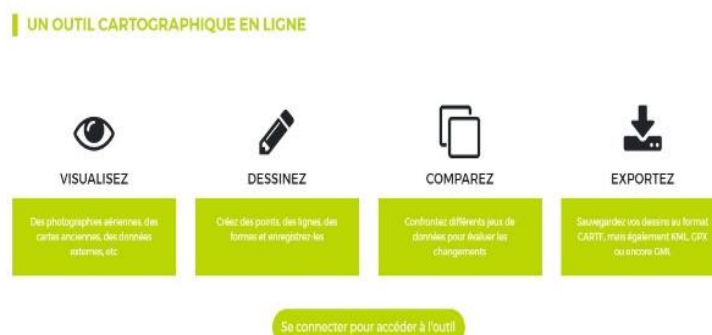 UN OUTIL CARTOGRAPHIQUE EN LIGNE
VISUALISEZ
Des photographies aériennes, des
cartes anciennes, des données
externes, etc
DESSINEZ
Créez des points, des lignes, des
formes et enregistrez-les
COMPAREZ
Confrontez différents jeux de
données pour évaluer les
changements
EXPORTEZ
Sauvegardez vos dessins au format
CARTE, mais également KML, GPX
ou encore GML
Se connecter pour accéder à l'outil